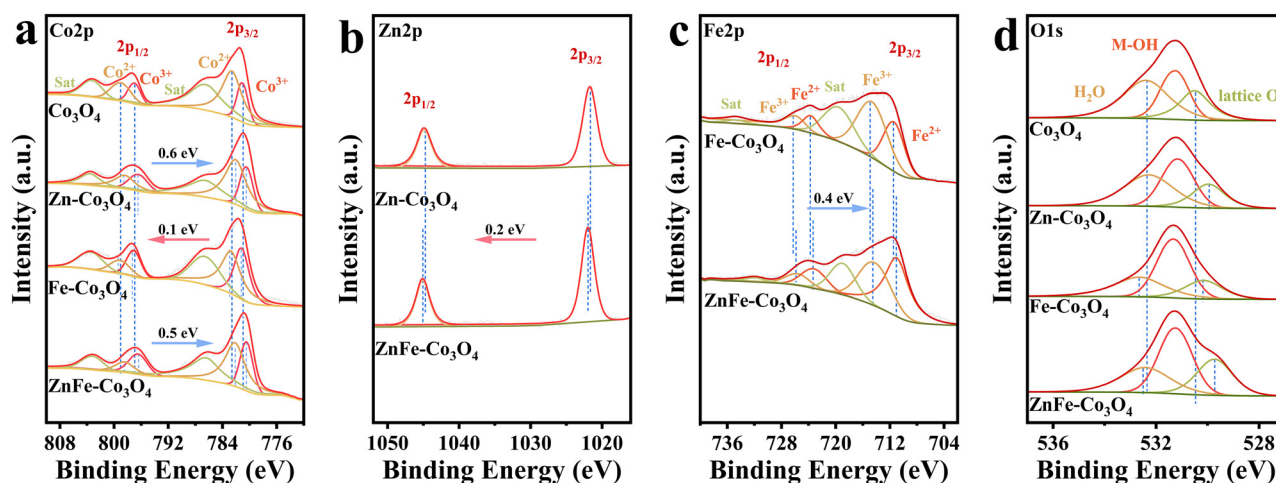 a
Co2p
2p1/2
2p3/2
Sat
Co2+
Co3+
Sat
Co2+
Co3+
Co3O4
0.6 eV
Zn-Co3O4
0.1 eV
Fe-Co3O4
0.5 eV
ZnFe-Co3O4
Intensity (a.u.)
808 800 792 784 776
Binding Energy (eV)
b
Zn2p
2p3/2
2p1/2
Zn-Co3O4
0.2 eV
ZnFe-Co3O4
Intensity (a.u.)
1050 1040 1030 1020
Binding Energy (eV)
c
Fe2p
2p1/2
2p3/2
Sat
Fe3+
Fe2+
Sat
Fe3+
Fe2+
Fe-Co3O4
0.4 eV
ZnFe-Co3O4
Intensity (a.u.)
736 728 720 712 704
Binding Energy (eV)
d
O1s
M-OH
H2O
lattice O
Co3O4
Zn-Co3O4
Fe-Co3O4
ZnFe-Co3O4
Intensity (a.u.)
536 531 528
Binding Energy (eV)